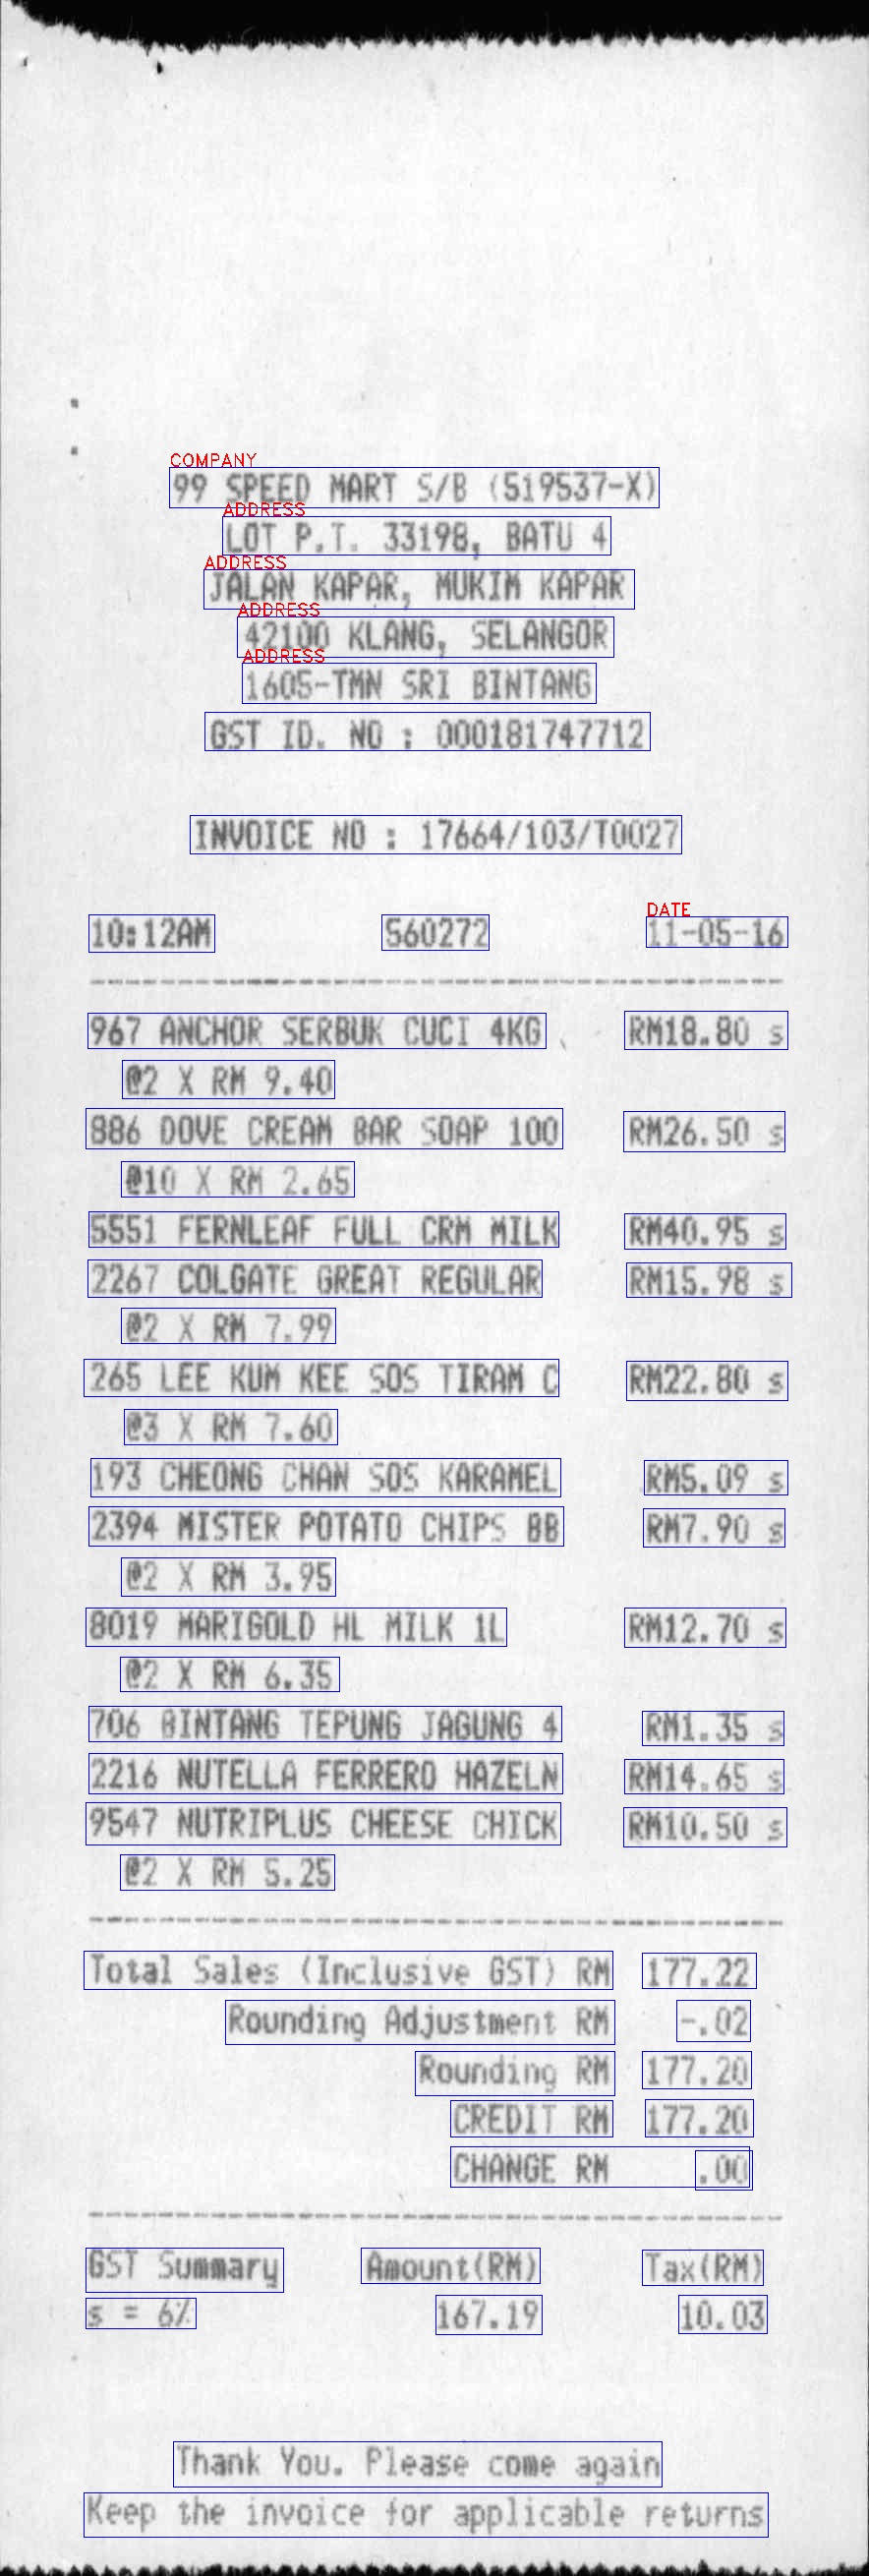 COMPANY
99 SPEED MART S/B (519537-X)
ADDRESS
LOT P.T. 33198, BATU 4
ADDRESS
JALAN KAPAR, MUKIM KAPAR
ADDRESS
42100 KLANG, SELANGOR
ADDRESS
1605-TMN SRI BINTANG
GST ID. NO : 000181747712
INVOICE NO : 17664/103/T0027
DATE
10:12AM 560272 11-05-16
967 ANCHOR SERBUK CUCI 4KG RM18.80 s
@2 X RM 9.40
886 DOVE CREAM BAR SOAP 100 RM26.50 s
@10 X RM 2.65
5551 FERNLEAF FULL CRM MILK RM40.95 s
2267 COLGATE GREAT REGULAR RM15.98 s
@2 X RM 7.99
265 LEE KUM KEE SOS TIRAM C RM22.80 s
@3 X RM 7.60
193 CHEONG CHAN SOS KARAMEL RM5.09 s
2394 MISTER POTATO CHIPS BB RM7.90 s
@2 X RM 3.95
8019 MARIGOLD HL MILK 1L RM12.70 s
@2 X RM 6.35
706 BINTANG TEPUNG JAGUNG 4 RM1.35 s
2216 NUTELLA FERRERO HAZELN RM14.65 s
9547 NUTRIPLUS CHEESE CHICK RM10.50 s
@2 X RM 5.25
Total Sales (Inclusive GST) RM 177.22
Rounding Adjustment RM -.02
Rounding RM 177.20
CREDIT RM 177.20
CHANGE RM .00
GST Summary Amount(RM) Tax(RM)
s = 6% 167.19 10.03
Thank You. Please come again
Keep the invoice for applicable returns